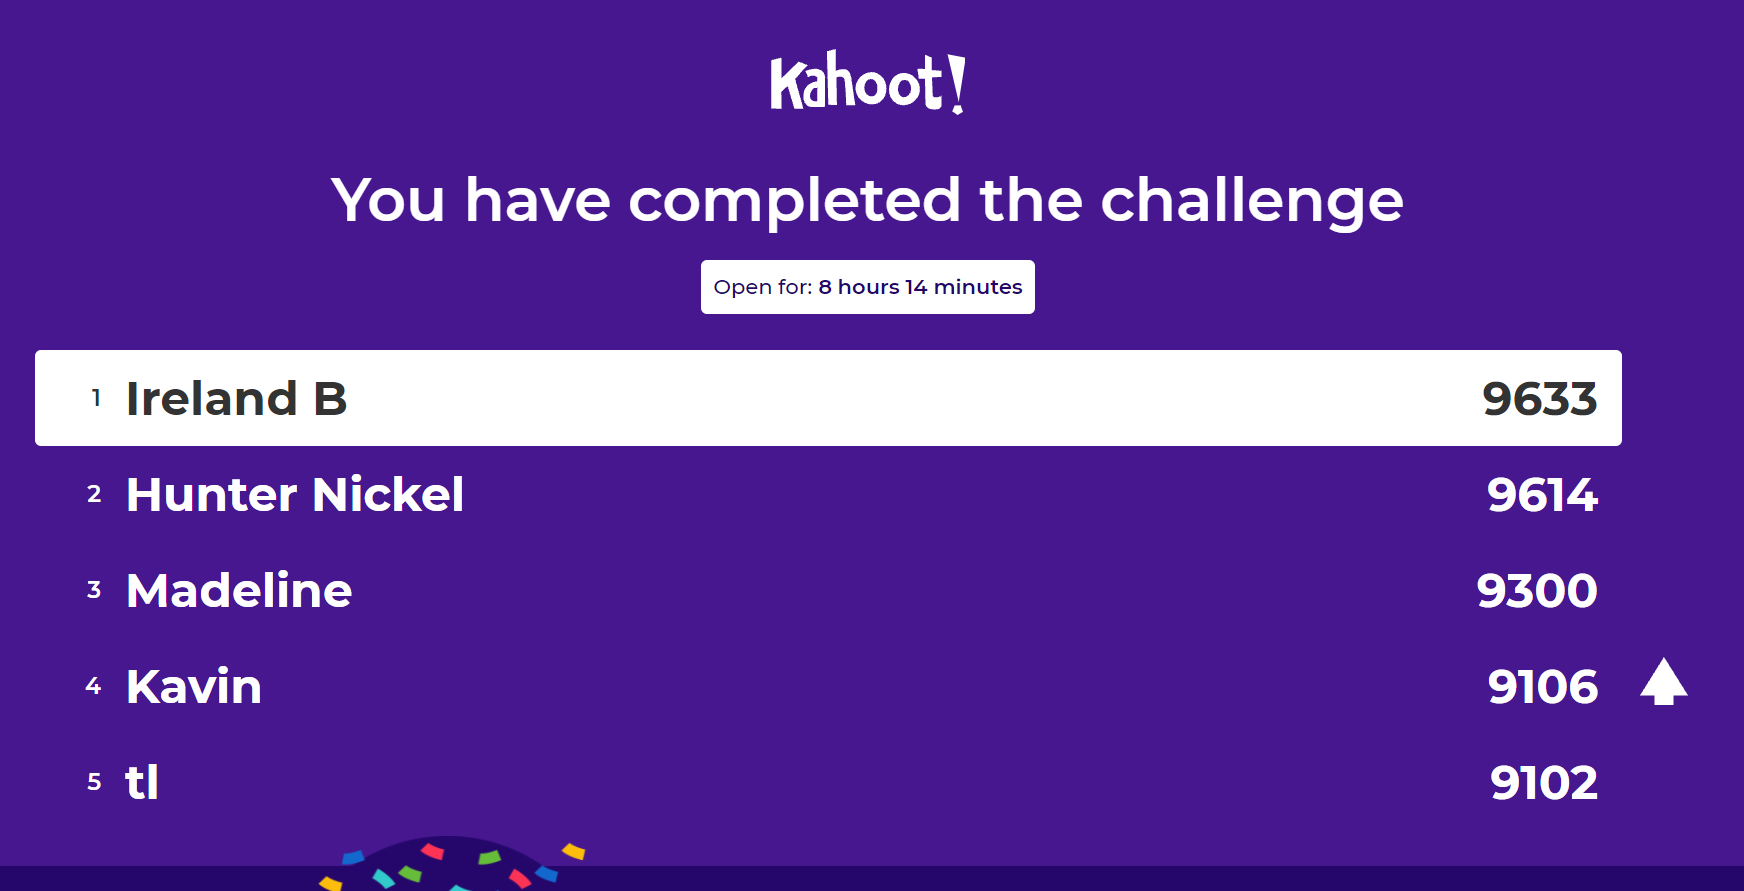 Kahoot!
You have completed the challenge
Open for: 8 hours 14 minutes
1 Ireland B 9633
2 Hunter Nickel 9614
3 Madeline 9300
4 Kavin 9106
5 tl 9102